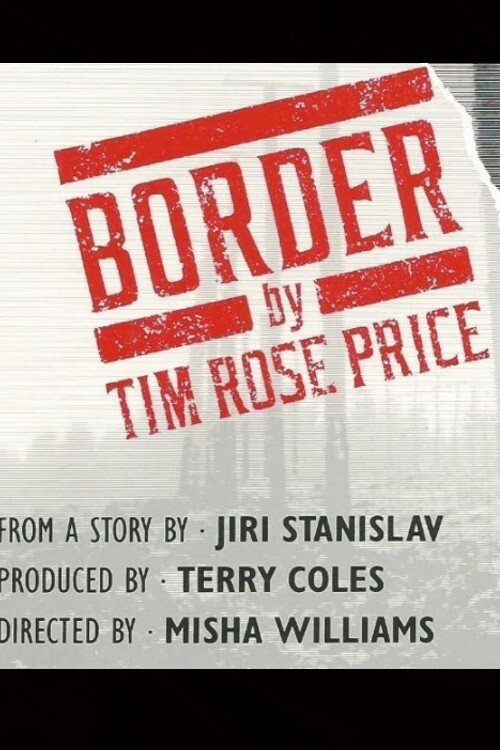 BORDER
by
TIM ROSE PRICE
FROM A STORY BY · JIRI STANISLAV
PRODUCED BY · TERRY COLES
DIRECTED BY · MISHA WILLIAMS